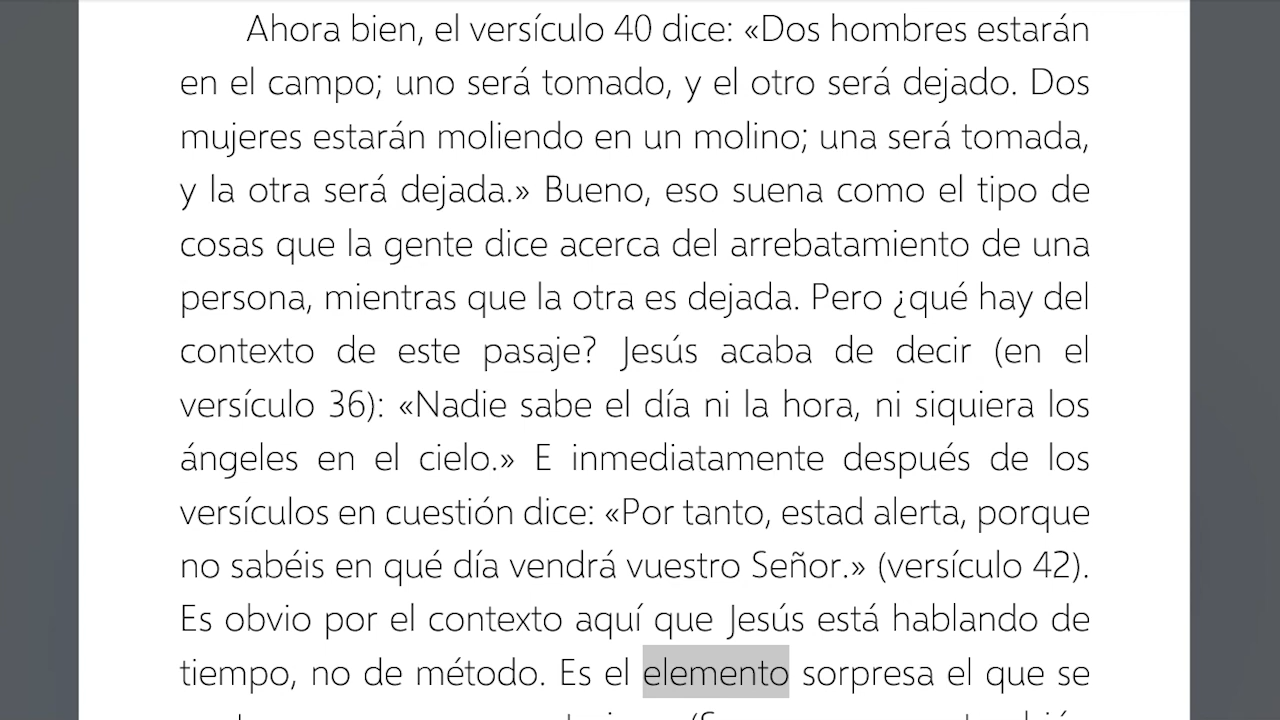 Ahora bien, el versículo 40 dice: «Dos hombres estarán
en el campo; uno será tomado, y el otro será dejado. Dos
mujeres estarán moliendo en un molino; una será tomada,
y la otra será dejada.» Bueno, eso suena como el tipo de
cosas que la gente dice acerca del arrebatamiento de una
persona, mientras que la otra es dejada. Pero ¿qué hay del
contexto de este pasaje? Jesús acaba de decir (en el
versículo 36): «Nadie sabe el día ni la hora, ni siquiera los
ángeles en el cielo.» E inmediatamente después de los
versículos en cuestión dice: «Por tanto, estad alerta, porque
no sabéis en qué día vendrá vuestro Señor.» (versículo 42).
Es obvio por el contexto aquí que Jesús está hablando de
tiempo, no de método. Es el elemento sorpresa el que se